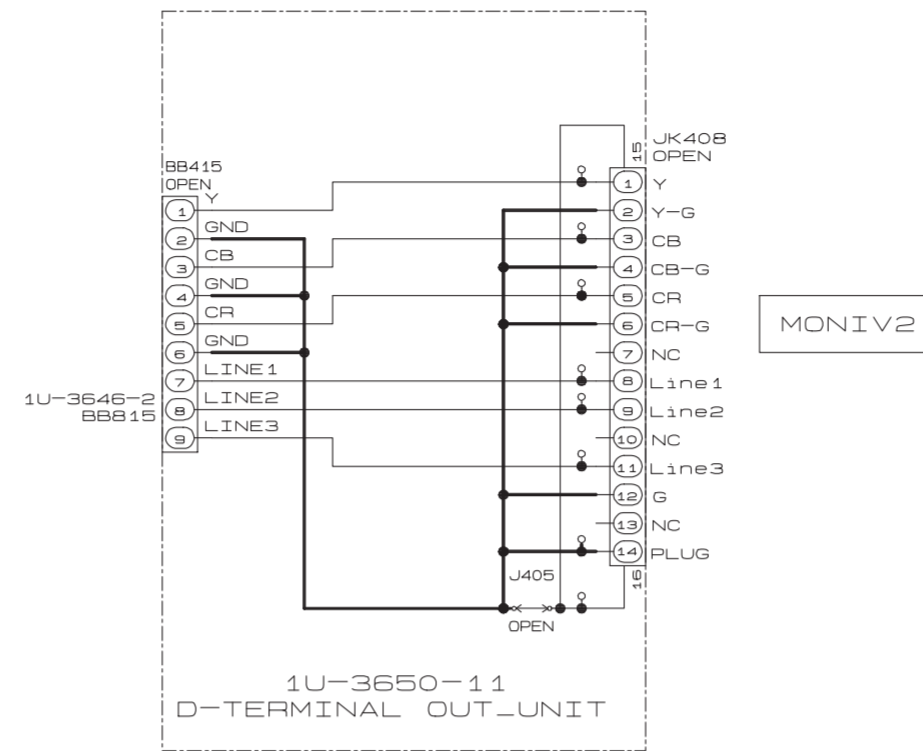 BB415
OPEN
1 Y
2 GND
3 CB
4 GND
5 CR
6 GND
7 LINE1
8 LINE2
9 LINE3
1U-3646-2
BB815
JK408
OPEN
15
1 Y
2 Y-G
3 CB
4 CB-G
5 CR
6 CR-G
7 NC
8 Line1
9 Line2
10 NC
11 Line3
12 G
13 NC
14 PLUG
16
J405
OPEN
MONIV2
1U-3650-11
D-TERMINAL OUT_UNIT